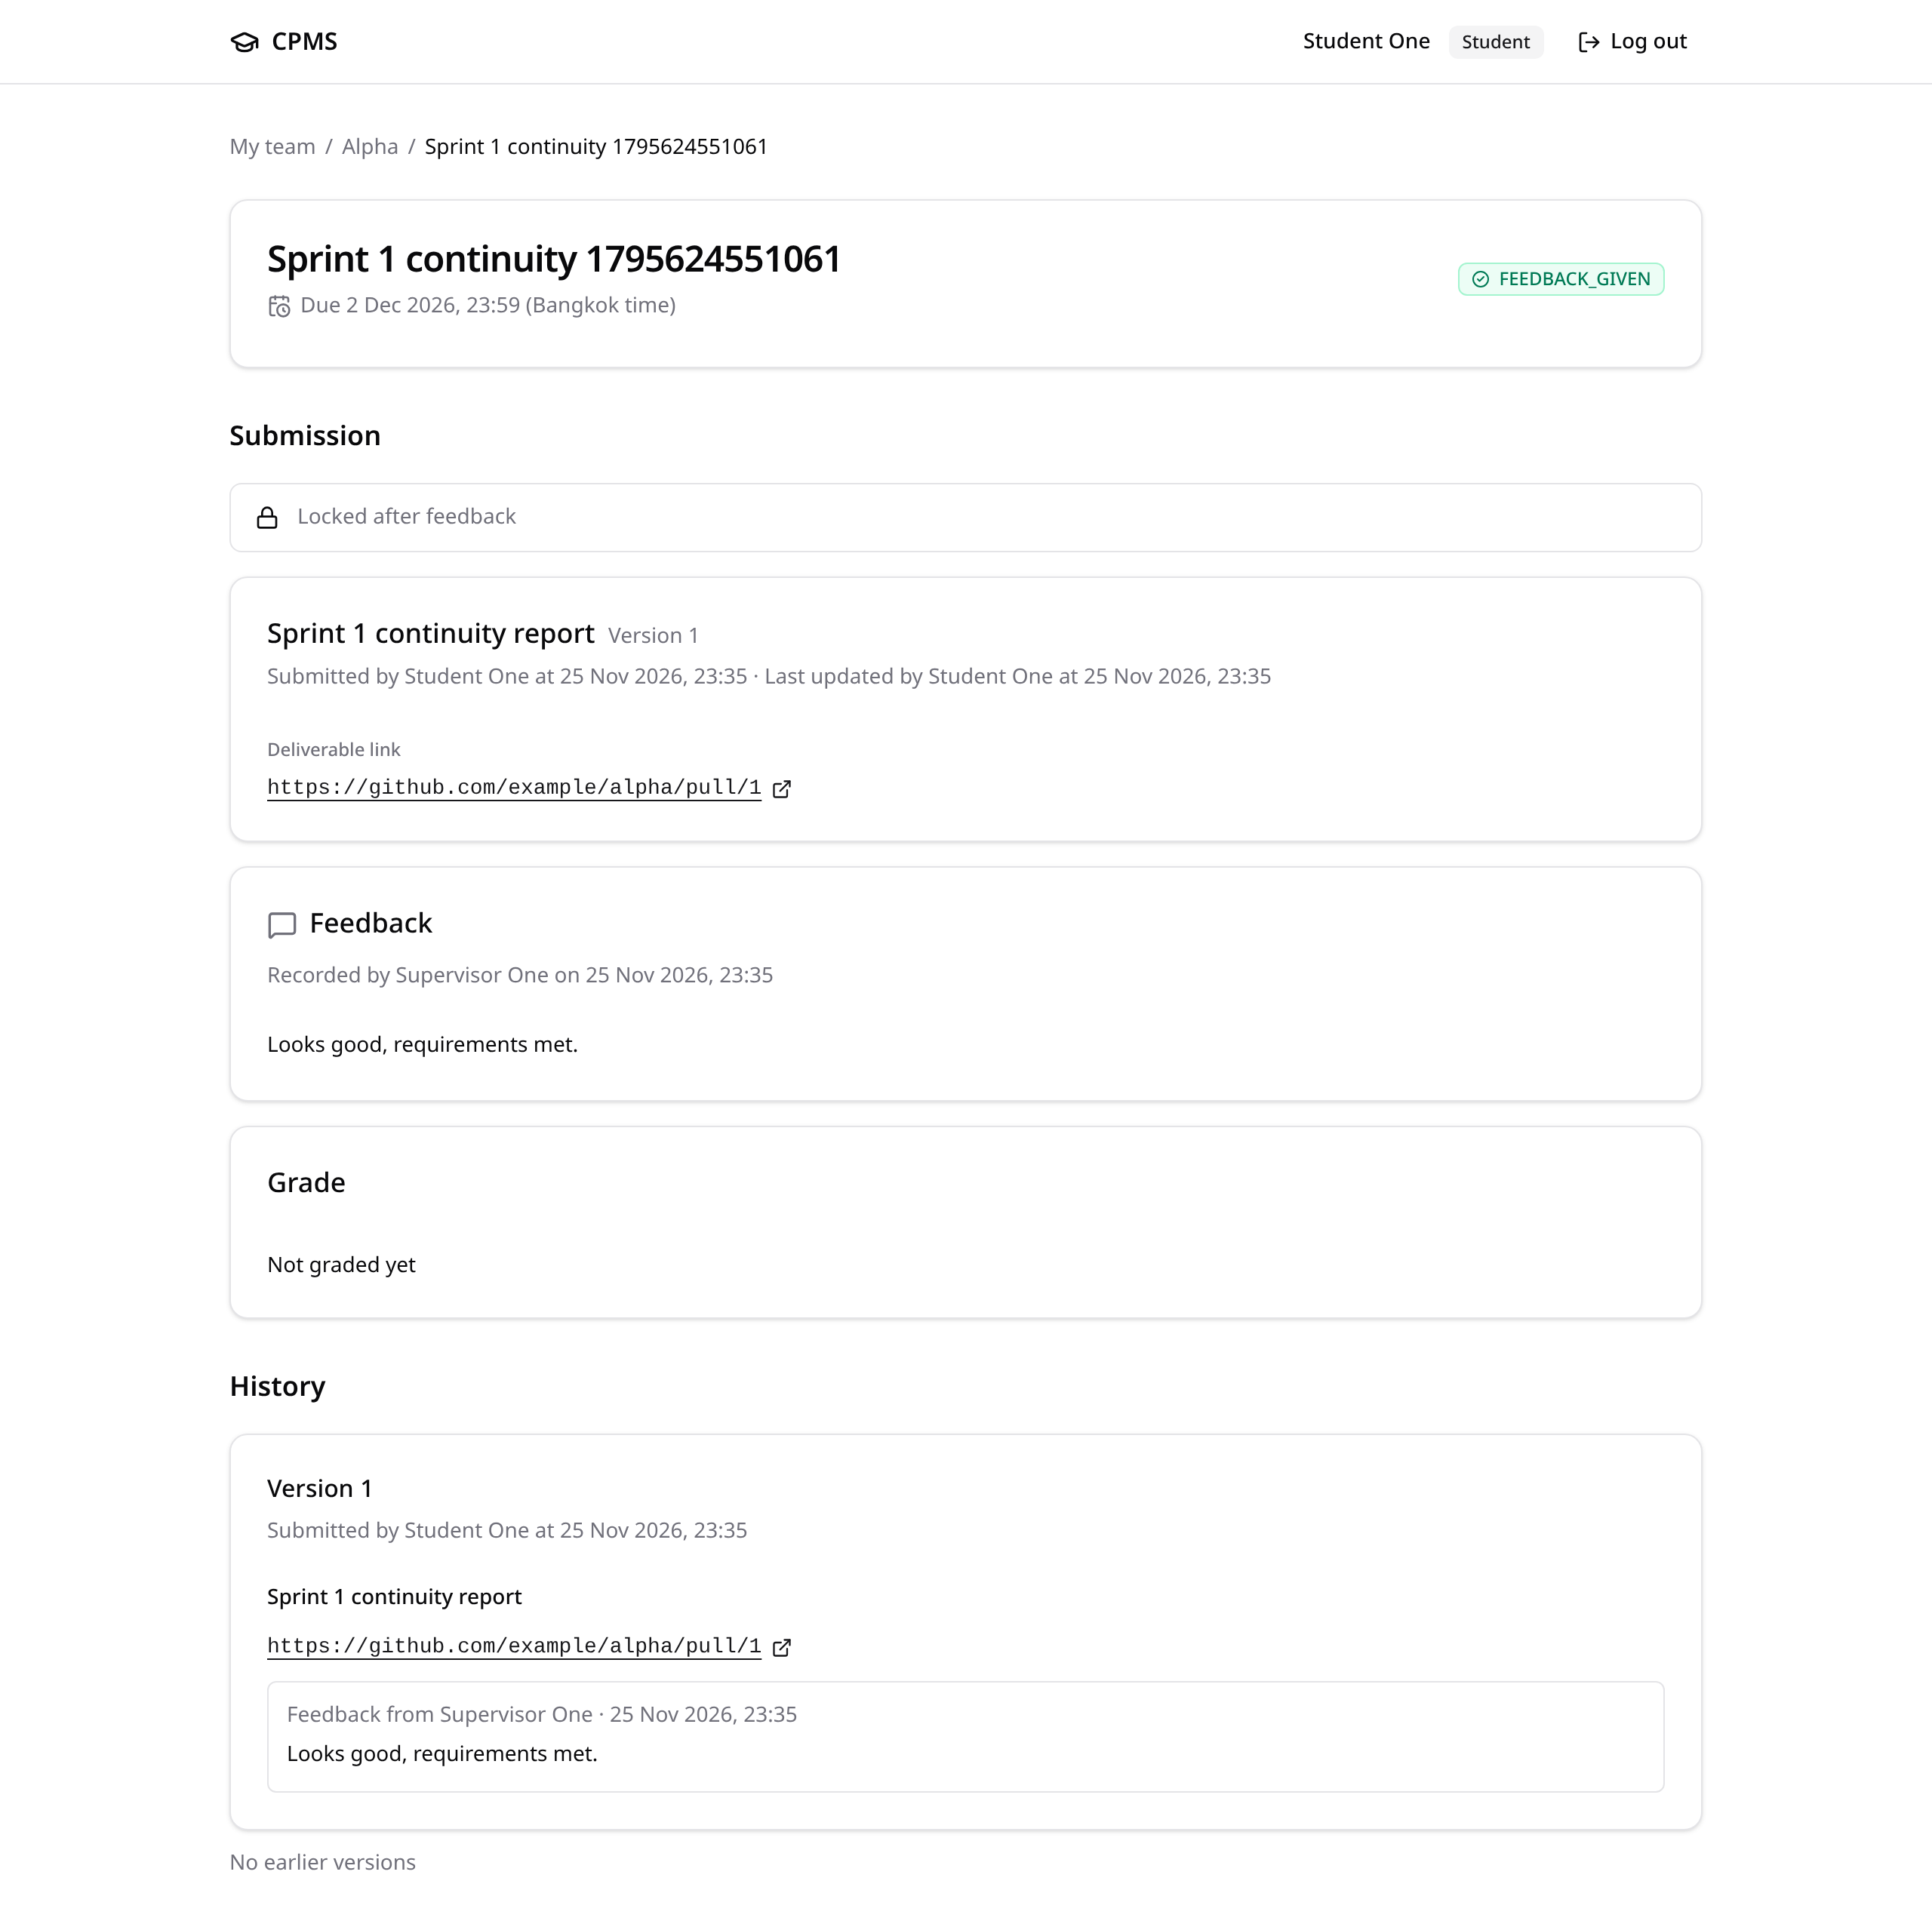 CPMS
Student One Student Log out
My team / Alpha / Sprint 1 continuity 1795624551061
Sprint 1 continuity 1795624551061
FEEDBACK_GIVEN
Due 2 Dec 2026, 23:59 (Bangkok time)
Submission
Locked after feedback
Sprint 1 continuity report Version 1
Submitted by Student One at 25 Nov 2026, 23:35 · Last updated by Student One at 25 Nov 2026, 23:35
Deliverable link
https://github.com/example/alpha/pull/1
Feedback
Recorded by Supervisor One on 25 Nov 2026, 23:35
Looks good, requirements met.
Grade
Not graded yet
History
Version 1
Submitted by Student One at 25 Nov 2026, 23:35
Sprint 1 continuity report
https://github.com/example/alpha/pull/1
Feedback from Supervisor One · 25 Nov 2026, 23:35
Looks good, requirements met.
No earlier versions